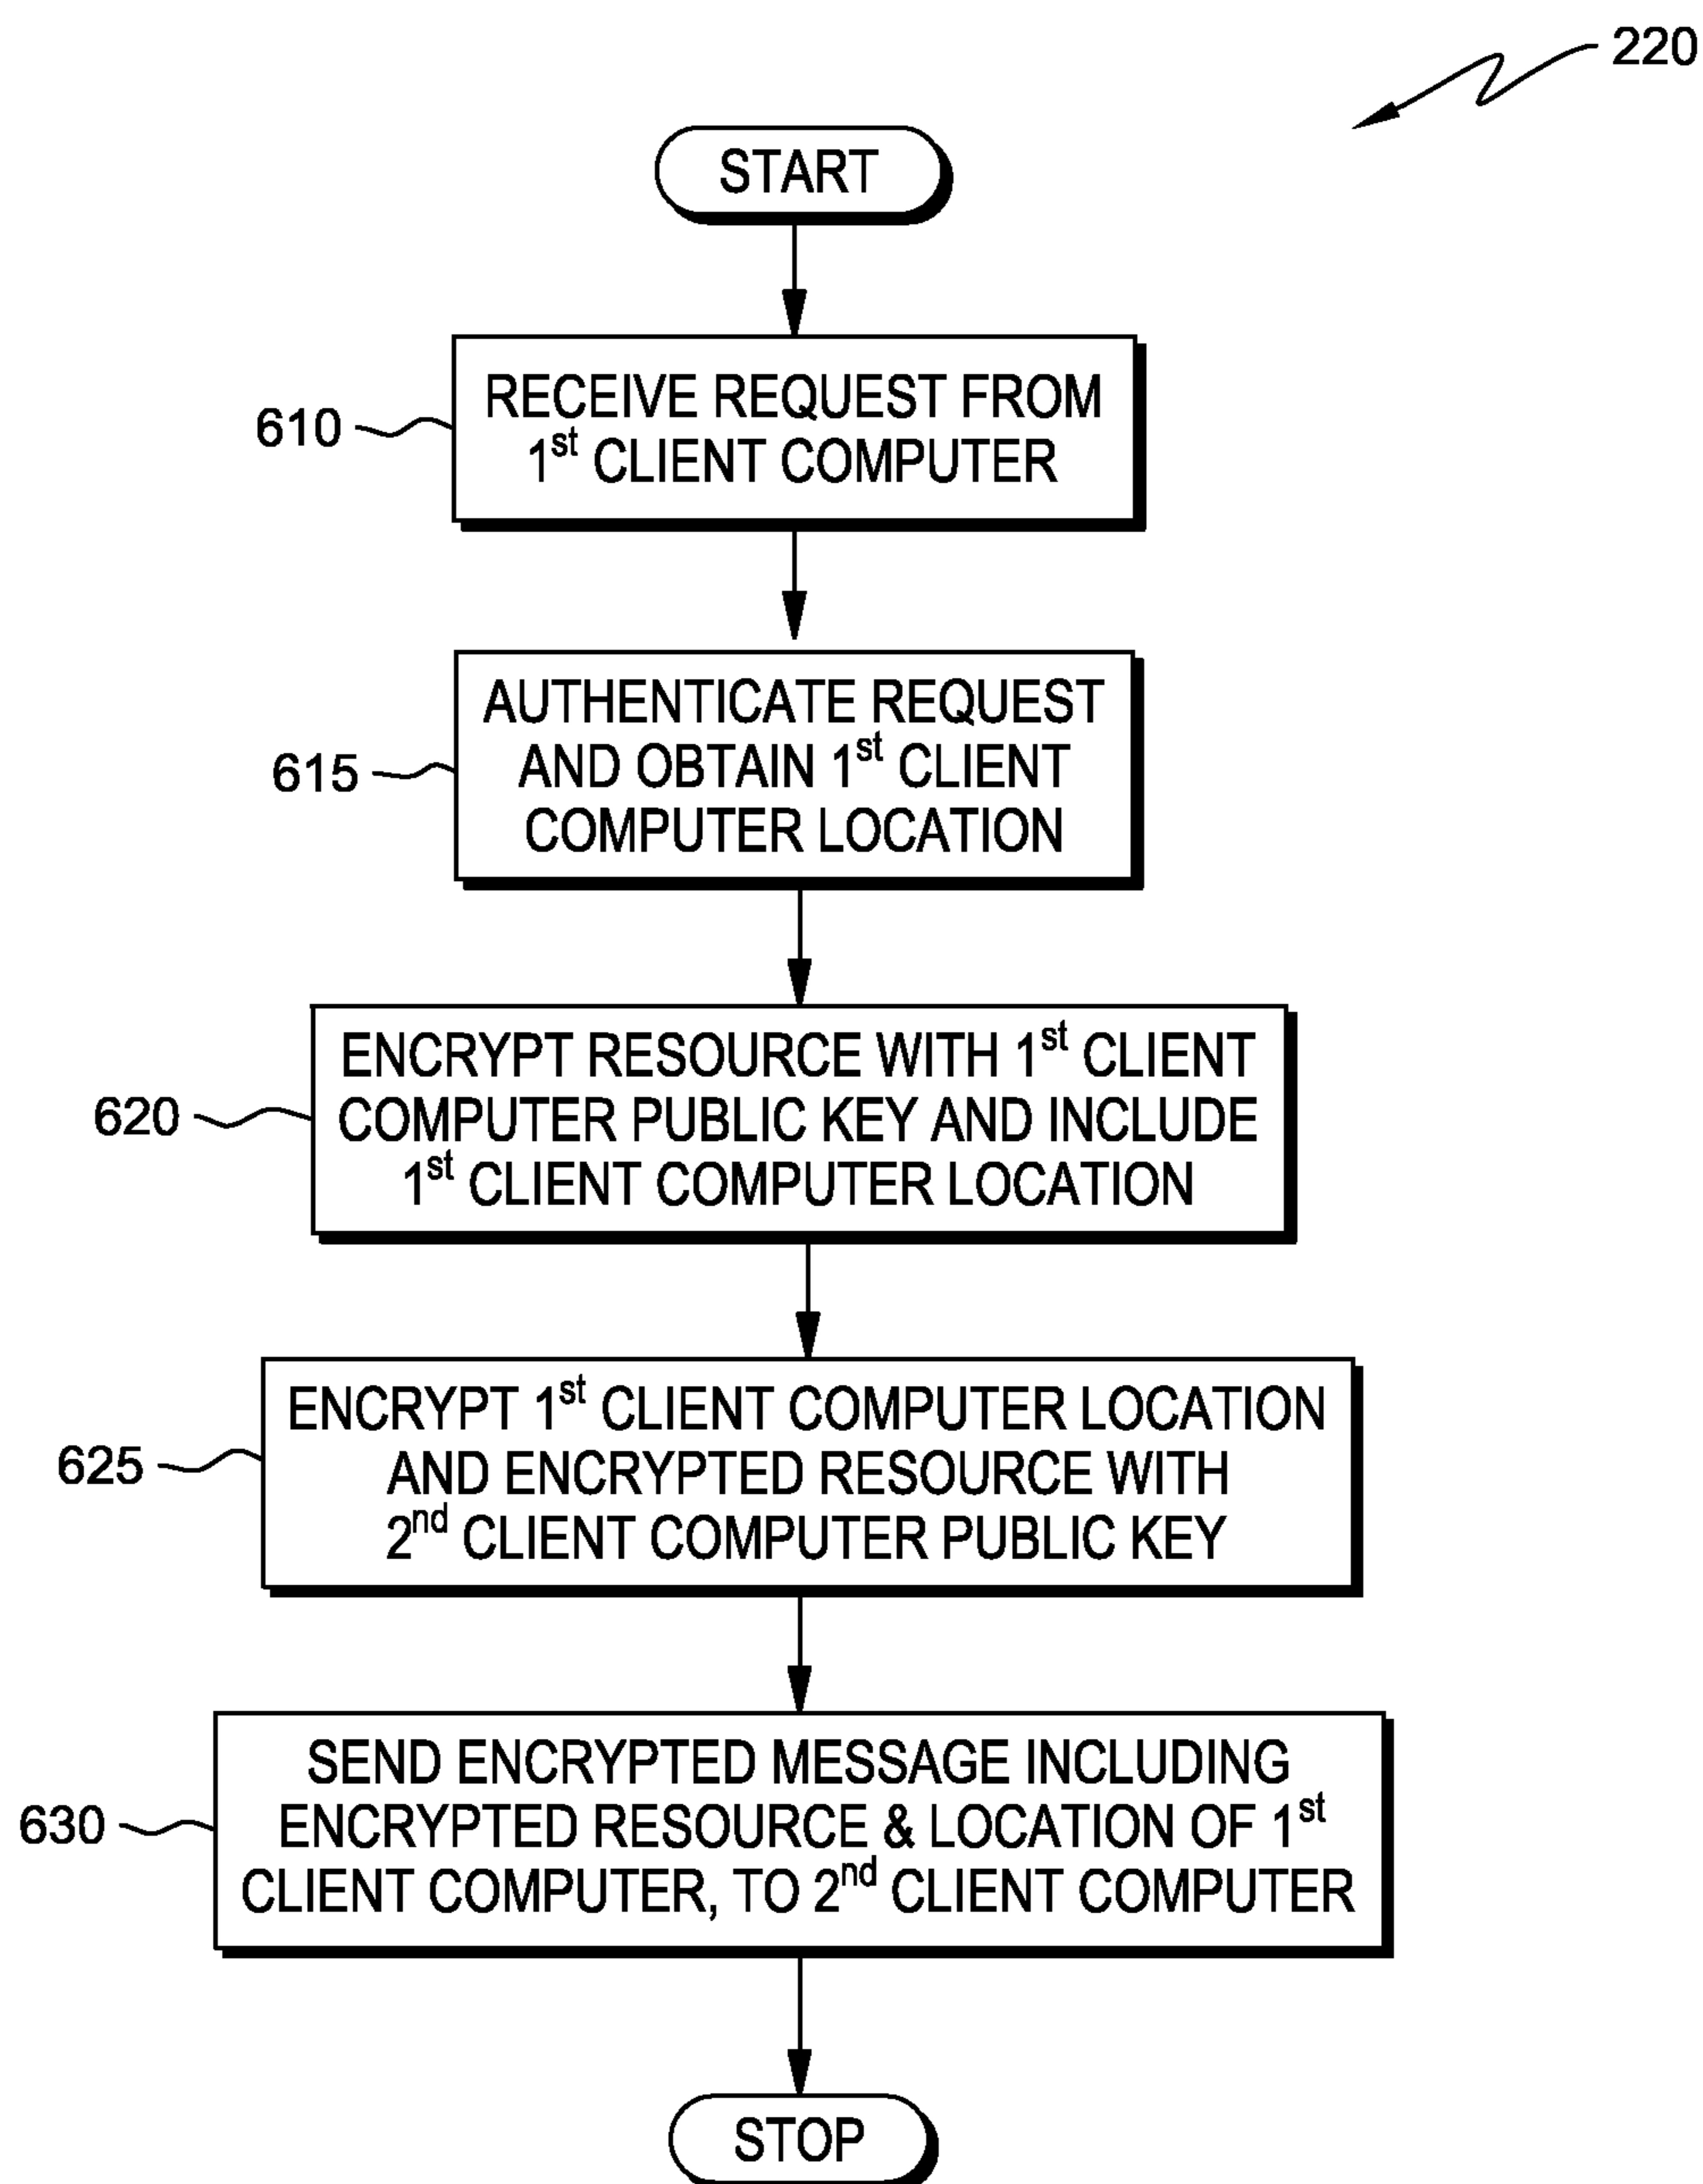 220
START
610
RECEIVE REQUEST FROM
1st CLIENT COMPUTER
615
AUTHENTICATE REQUEST
AND OBTAIN 1st CLIENT
COMPUTER LOCATION
620
ENCRYPT RESOURCE WITH 1st CLIENT
COMPUTER PUBLIC KEY AND INCLUDE
1st CLIENT COMPUTER LOCATION
625
ENCRYPT 1st CLIENT COMPUTER LOCATION
AND ENCRYPTED RESOURCE WITH
2nd CLIENT COMPUTER PUBLIC KEY
630
SEND ENCRYPTED MESSAGE INCLUDING
ENCRYPTED RESOURCE & LOCATION OF 1st
CLIENT COMPUTER, TO 2nd CLIENT COMPUTER
STOP